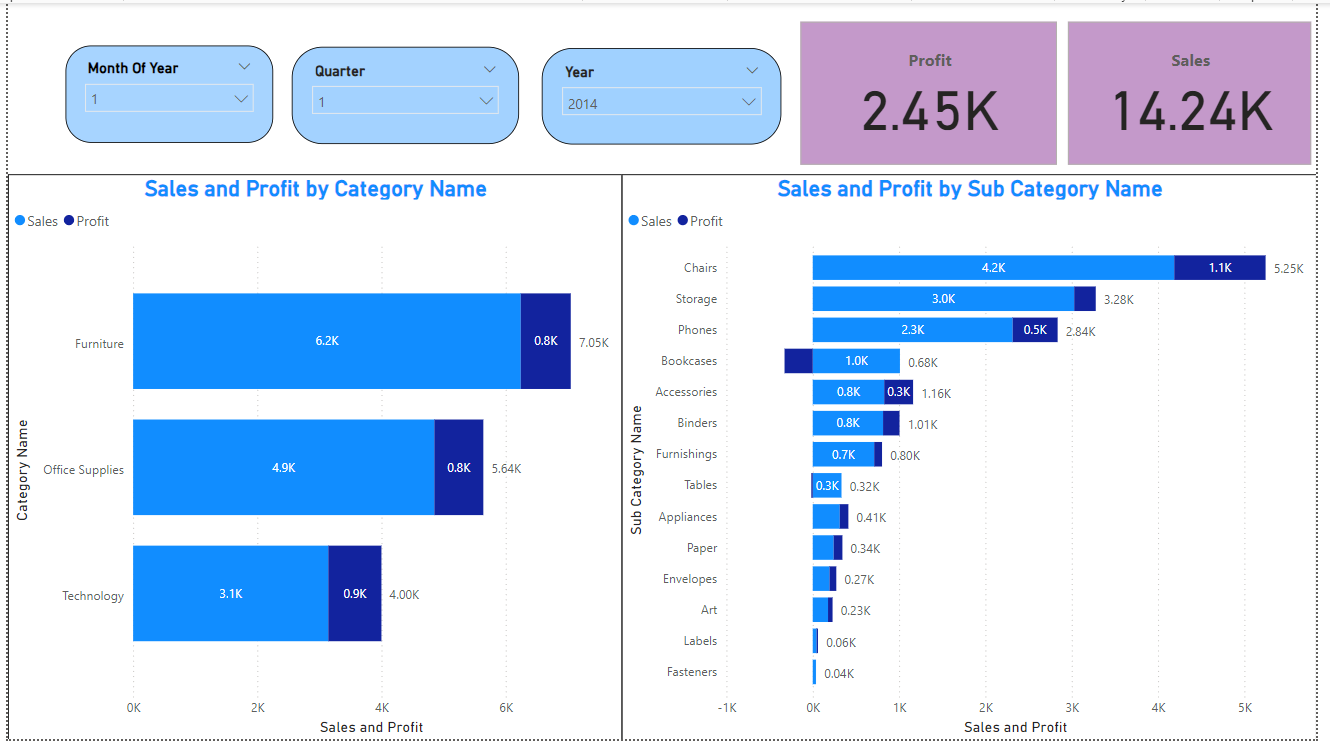 Month Of Year
1
Quarter
1
Year
2014
Profit
2.45K
Sales
14.24K
Sales and Profit by Category Name
Sales Profit
Category Name
Furniture 6.2K 0.8K 7.05K
Office Supplies 4.9K 0.8K 5.64K
Technology 3.1K 0.9K 4.00K
0K 2K 4K 6K
Sales and Profit
Sales and Profit by Sub Category Name
Sales Profit
Sub Category Name
Chairs 4.2K 1.1K 5.25K
Storage 3.0K 3.28K
Phones 2.3K 0.5K 2.84K
Bookcases 1.0K 0.68K
Accessories 0.8K 0.3K 1.16K
Binders 0.8K 1.01K
Furnishings 0.7K 0.80K
Tables 0.3K 0.32K
Appliances 0.41K
Paper 0.34K
Envelopes 0.27K
Art 0.23K
Labels 0.06K
Fasteners 0.04K
-1K 0K 1K 2K 3K 4K 5K
Sales and Profit